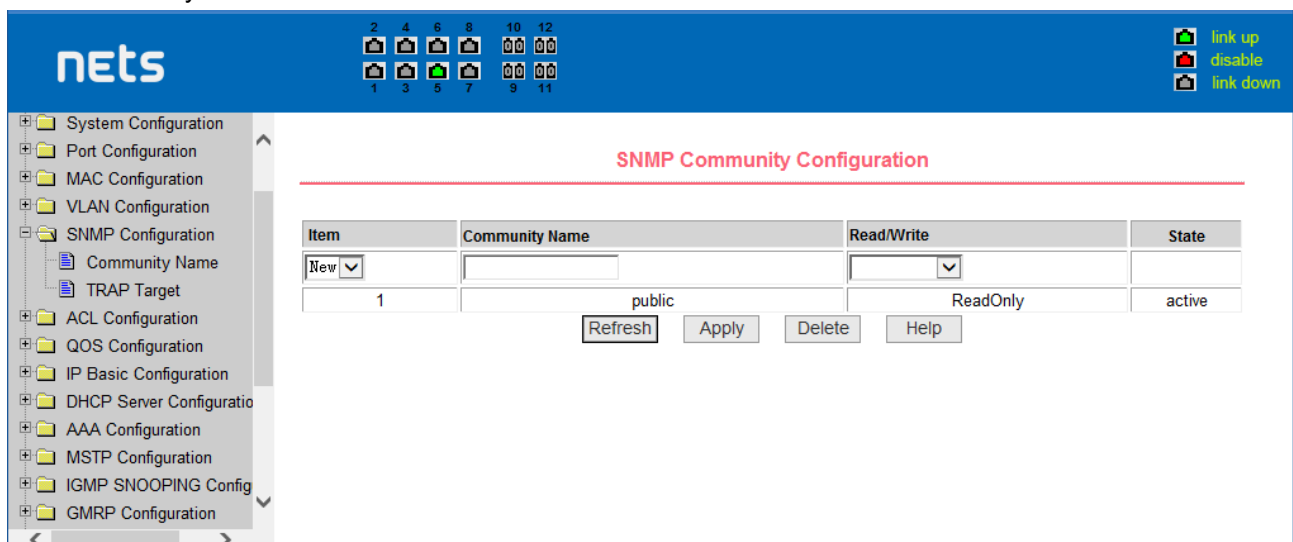 2 4 6 8 10 12
nets
1 3 5 7 9 11
link up
disable
link down
System Configuration
Port Configuration
MAC Configuration
VLAN Configuration
SNMP Configuration
Community Name
TRAP Target
ACL Configuration
QOS Configuration
IP Basic Configuration
DHCP Server Configuratio
AAA Configuration
MSTP Configuration
IGMP SNOOPING Config
GMRP Configuration
SNMP Community Configuration
Item Community Name Read/Write State
New
1 public ReadOnly active
Refresh Apply Delete Help